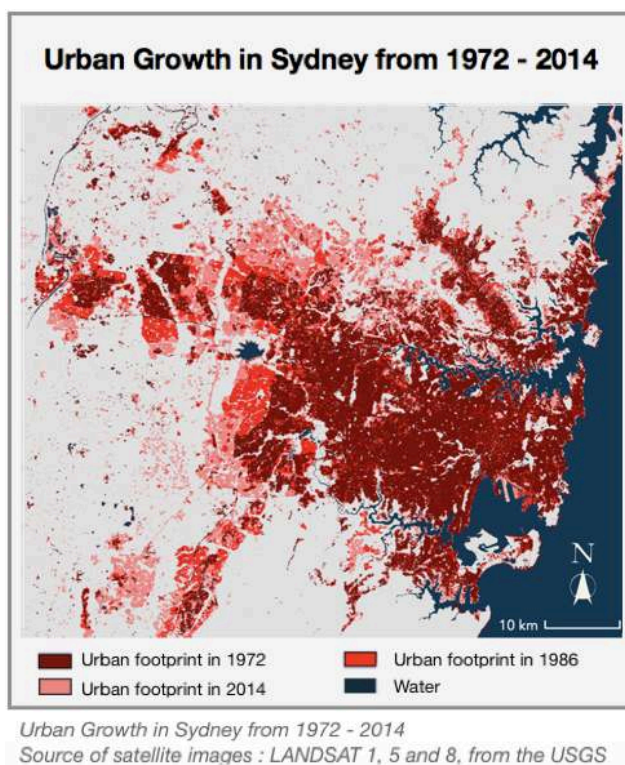 Urban Growth in Sydney from 1972 - 2014
N
10 km
Urban footprint in 1972
Urban footprint in 1986
Urban footprint in 2014
Water
Urban Growth in Sydney from 1972 - 2014
Source of satellite images : LANDSAT 1, 5 and 8, from the USGS